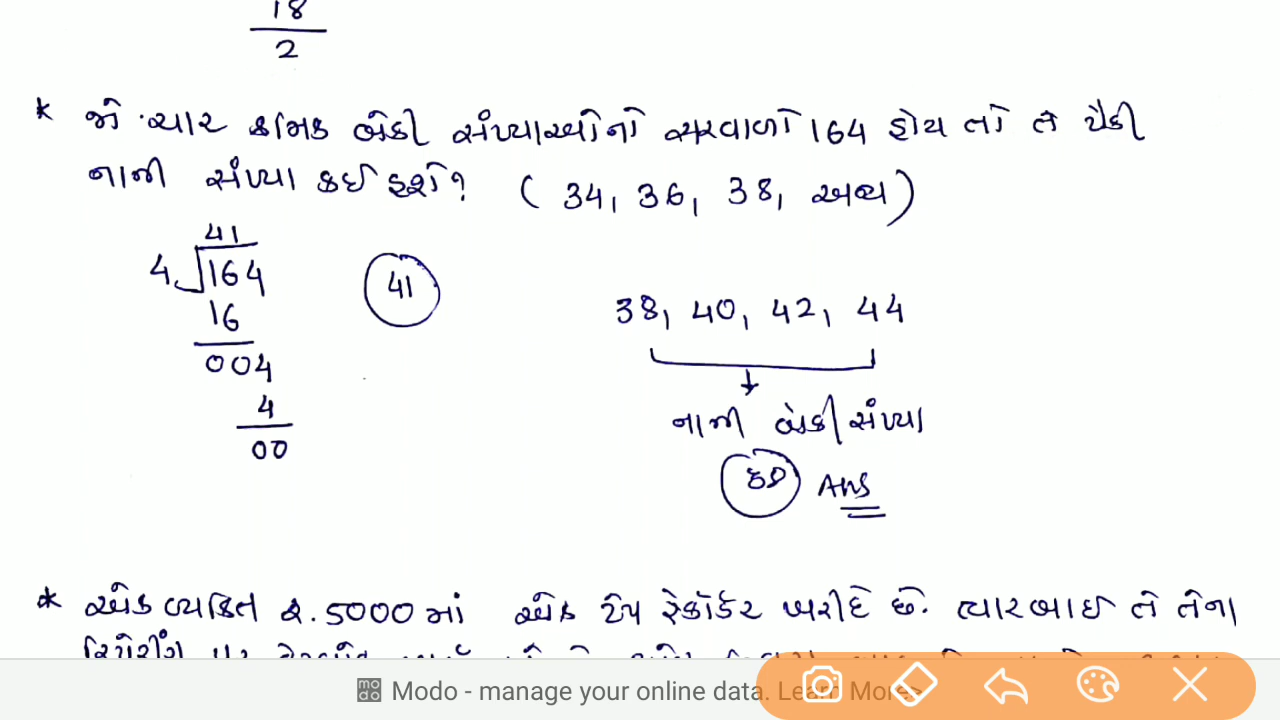 18
2
* જો ચાર ક્રમિક બેકી સંખ્યાઓનો સરવાળો 164 હોય તો તે પૈકી
નાની સંખ્યા કઈ હશે? ( 34, 36, 38, અન્ય )
41
4 164
16
004
4
00
41
38, 40, 42, 44
નાની બેકી સંખ્યા
38 Ans
* એક વ્યક્તિ રૂ. 5000 માં એક ટેપ રેકોર્ડર ખરીદે છે. ત્યારબાદ તે તેના
રિપેરીંગ પર
Modo - manage your online data. Learn More>